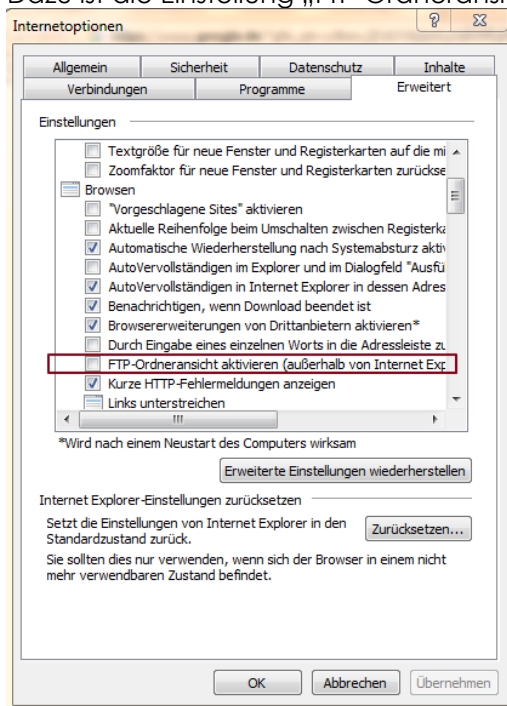 Dazu ist die Einstellung „FTP-Ordneransi
Internetoptionen
Allgemein Sicherheit Datenschutz Inhalte
Verbindungen Programme Erweitert
Einstellungen
Textgröße für neue Fenster und Registerkarten auf die mi
Zoomfaktor für neue Fenster und Registerkarten zurückse
Browsen
"Vorgeschlagene Sites" aktivieren
Aktuelle Reihenfolge beim Umschalten zwischen Registerka
Automatische Wiederherstellung nach Systemabsturz aktiv
AutoVervollständigen im Explorer und im Dialogfeld "Ausfü
AutoVervollständigen in Internet Explorer in dessen Adres
Benachrichtigen, wenn Download beendet ist
Browsererweiterungen von Drittanbietern aktivieren*
Durch Eingabe eines einzelnen Worts in die Adressleiste zu
FTP-Ordneransicht aktivieren (außerhalb von Internet Exp
Kurze HTTP-Fehlermeldungen anzeigen
Links unterstreichen
*Wird nach einem Neustart des Computers wirksam
Erweiterte Einstellungen wiederherstellen
Internet Explorer-Einstellungen zurücksetzen
Setzt die Einstellungen von Internet Explorer in den
Standardzustand zurück.
Zurücksetzen...
Sie sollten dies nur verwenden, wenn sich der Browser in einem nicht
mehr verwendbaren Zustand befindet.
OK Abbrechen Übernehmen